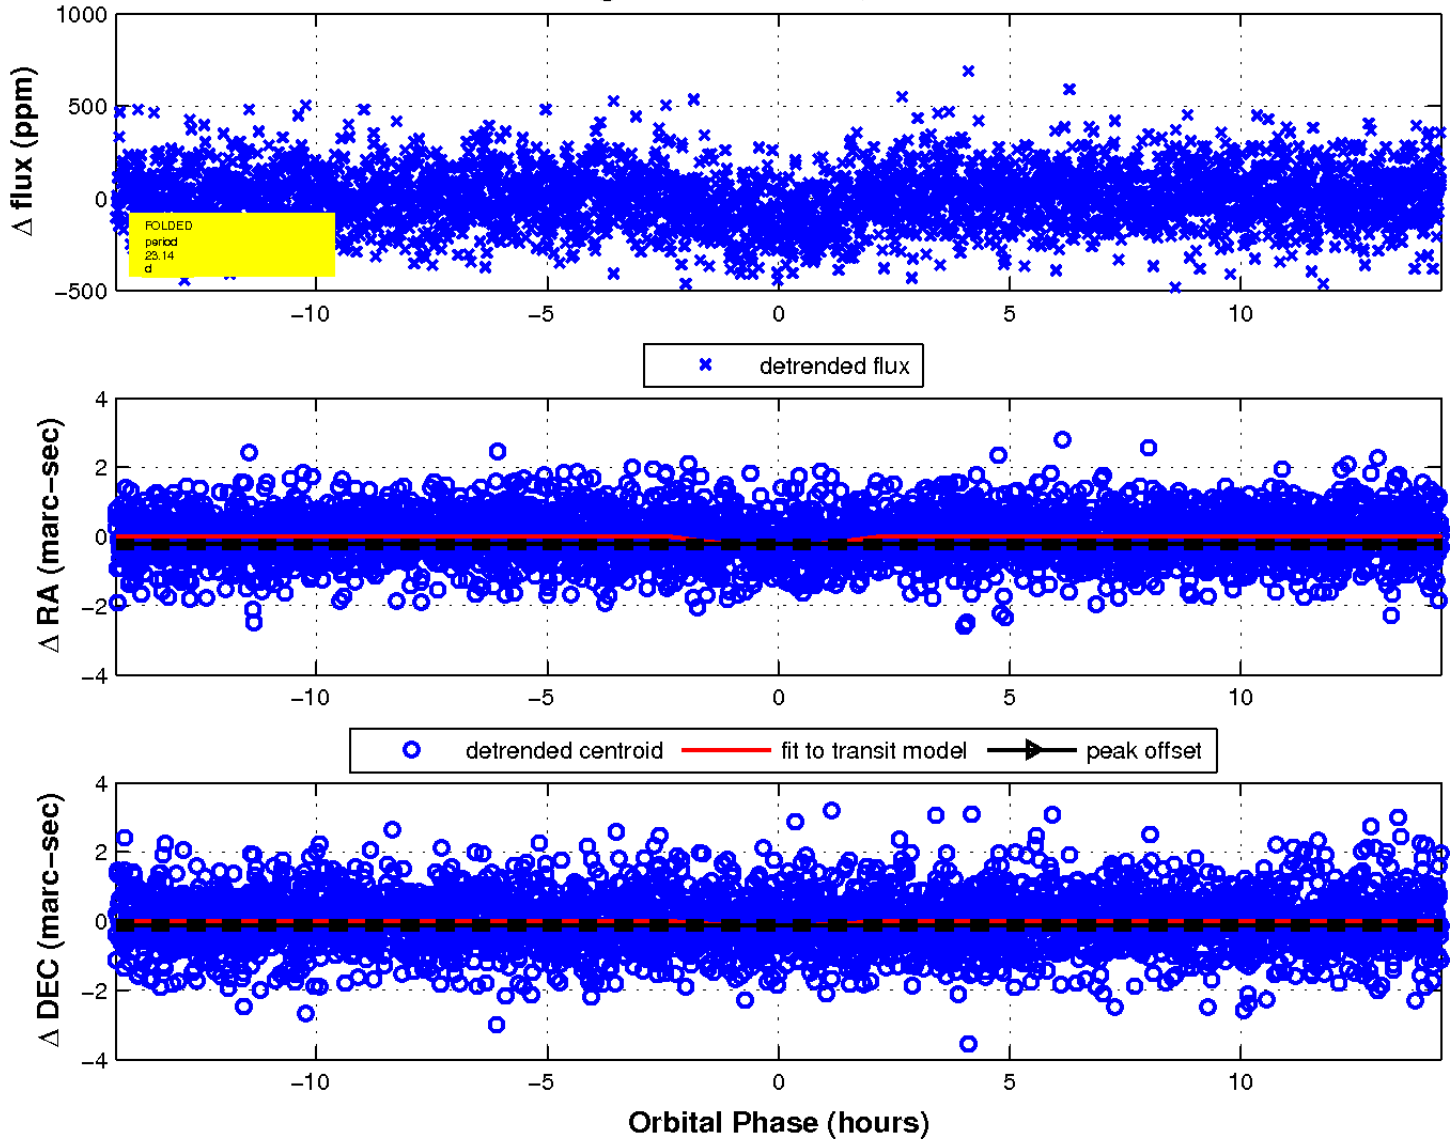 1000
500
0
−500
Δ flux (ppm)
FOLDED
period
23.14
d
−10
−5
0
5
10
detrended flux
4
2
0
−2
−4
Δ RA (marc−sec)
−10
−5
0
5
10
detrended centroid
fit to transit model
peak offset
4
2
0
−2
−4
Δ DEC (marc−sec)
−10
−5
0
5
10
Orbital Phase (hours)